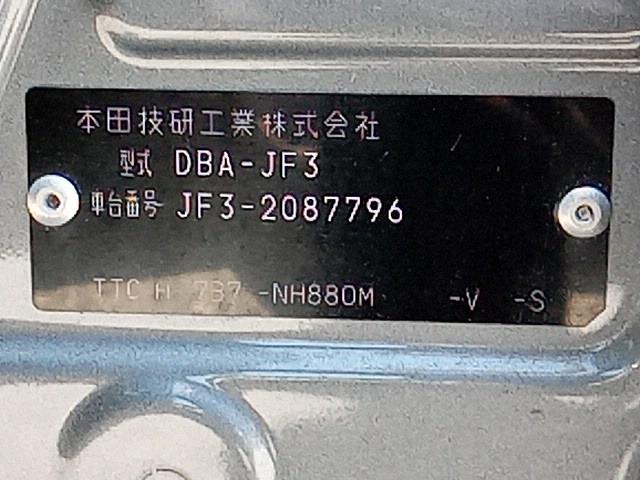 本田技研工業株式会社
型式 DBA-JF3
車台番号 JF3-2087796
TTC H 737 -NH880M -V -S